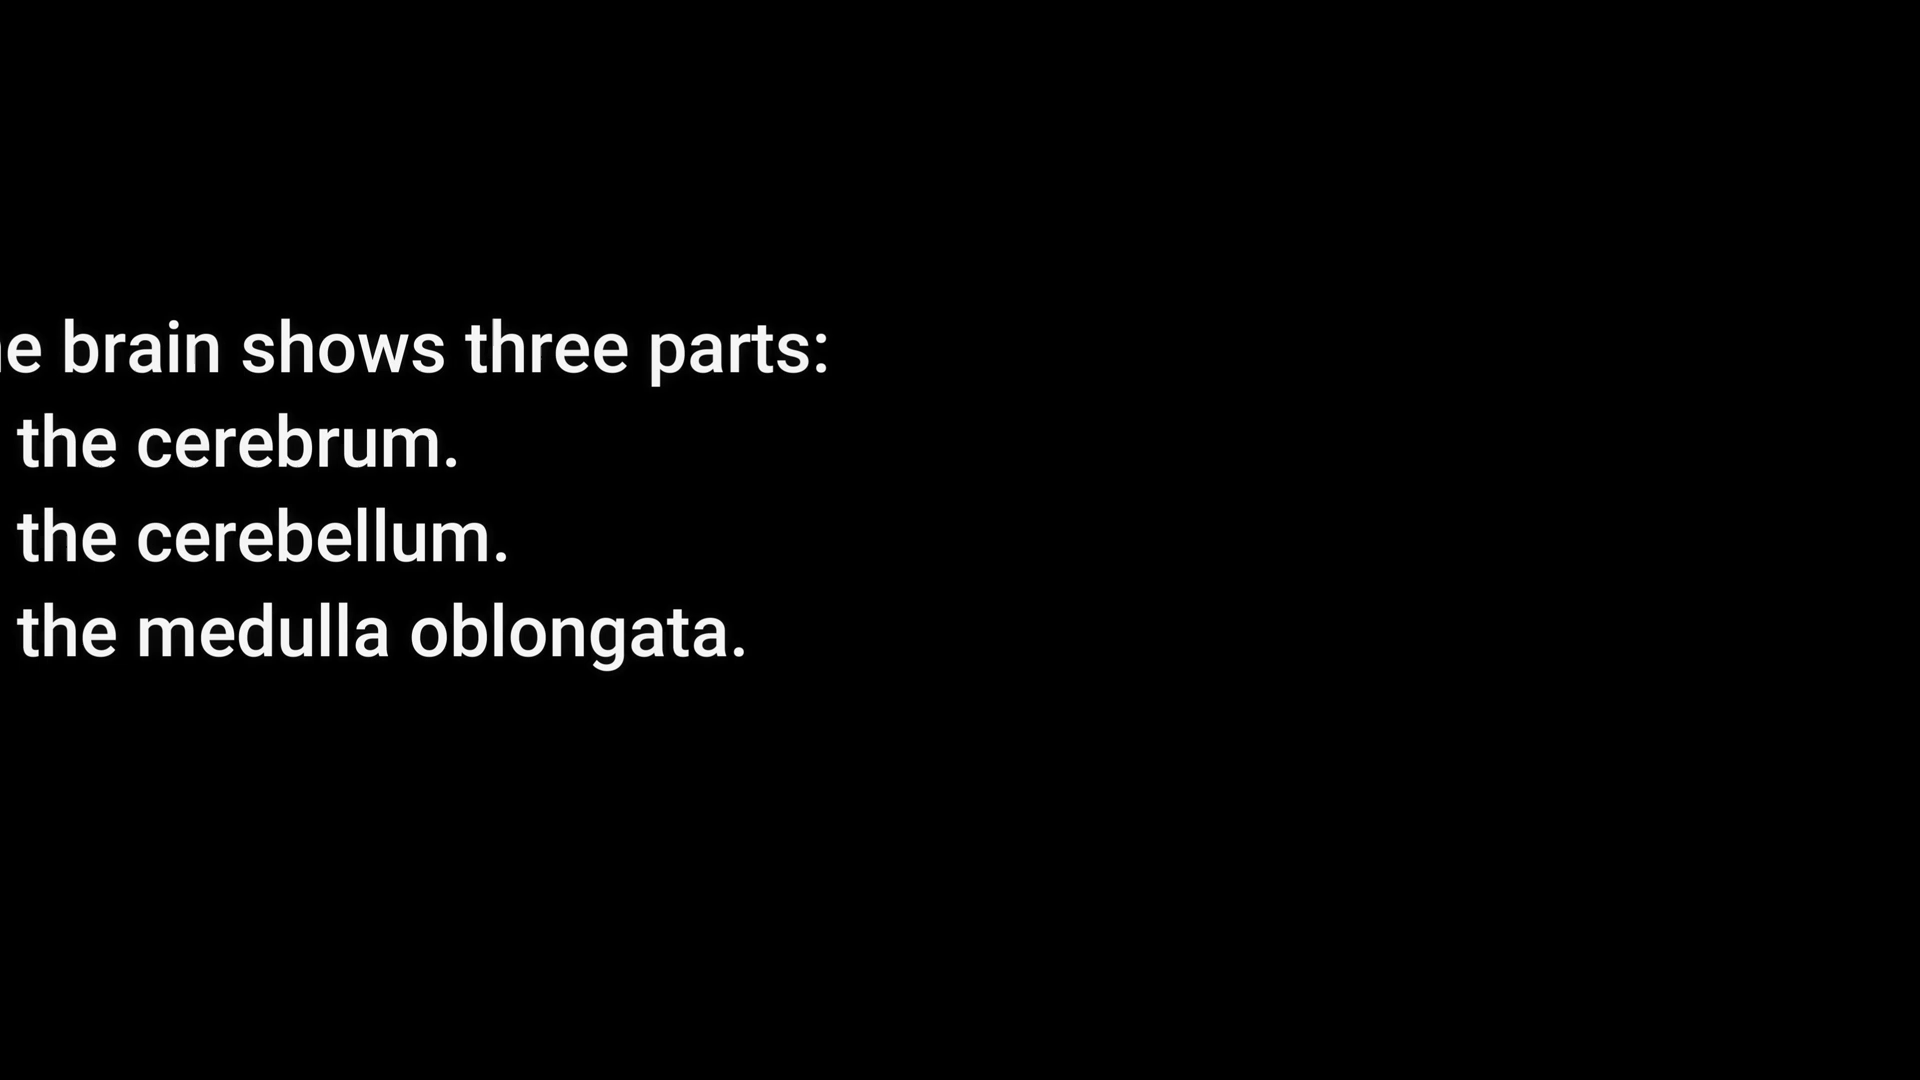 brain shows three parts:
the cerebrum.
the cerebellum.
the medulla oblongata.